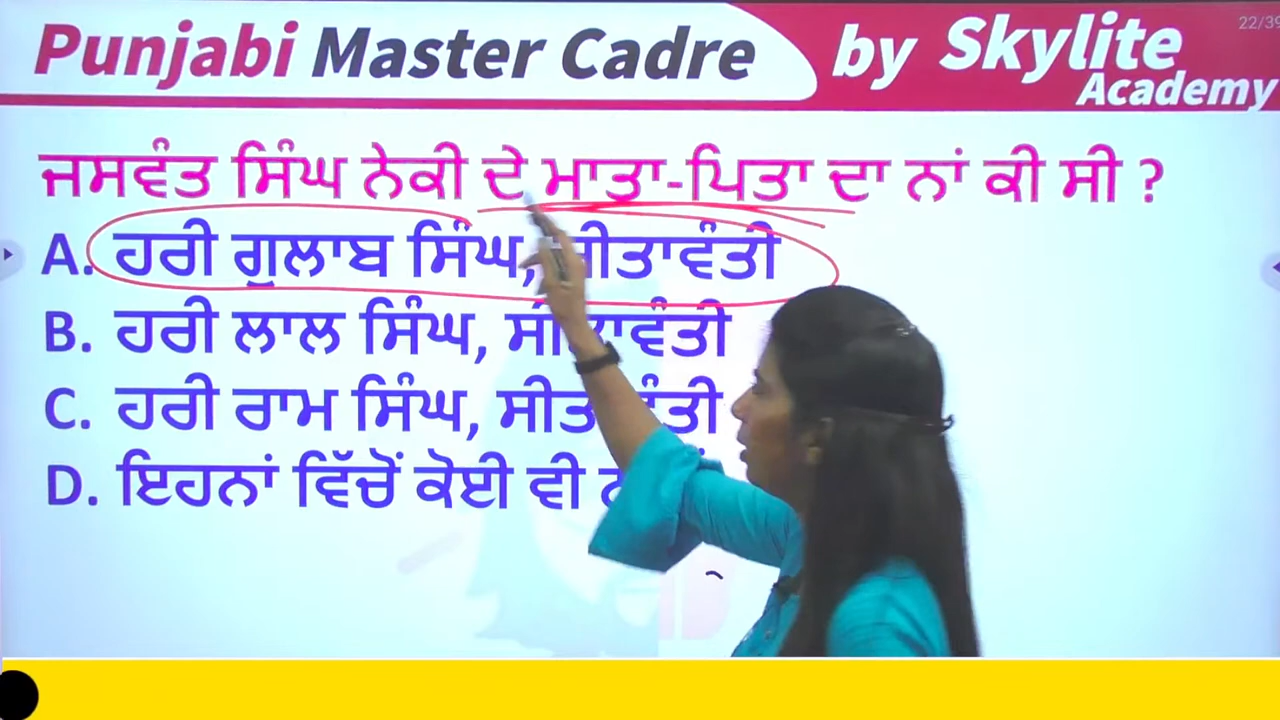 Punjabi Master Cadre by Skylite Academy
22/39
ਜਸਵੰਤ ਸਿੰਘ ਨੇਕੀ ਦੇ ਮਾਤਾ-ਪਿਤਾ ਦਾ ਨਾਂ ਕੀ ਸੀ ?
A. ਹਰੀ ਗੁਲਾਬ ਸਿੰਘ,
B. ਹਰੀ ਲਾਲ ਸਿੰਘ,
C. ਹਰੀ ਰਾਮ ਸਿੰਘ,
D. ਇਹਨਾਂ ਵਿੱਚੋਂ ਕੋਈ ਵੀ